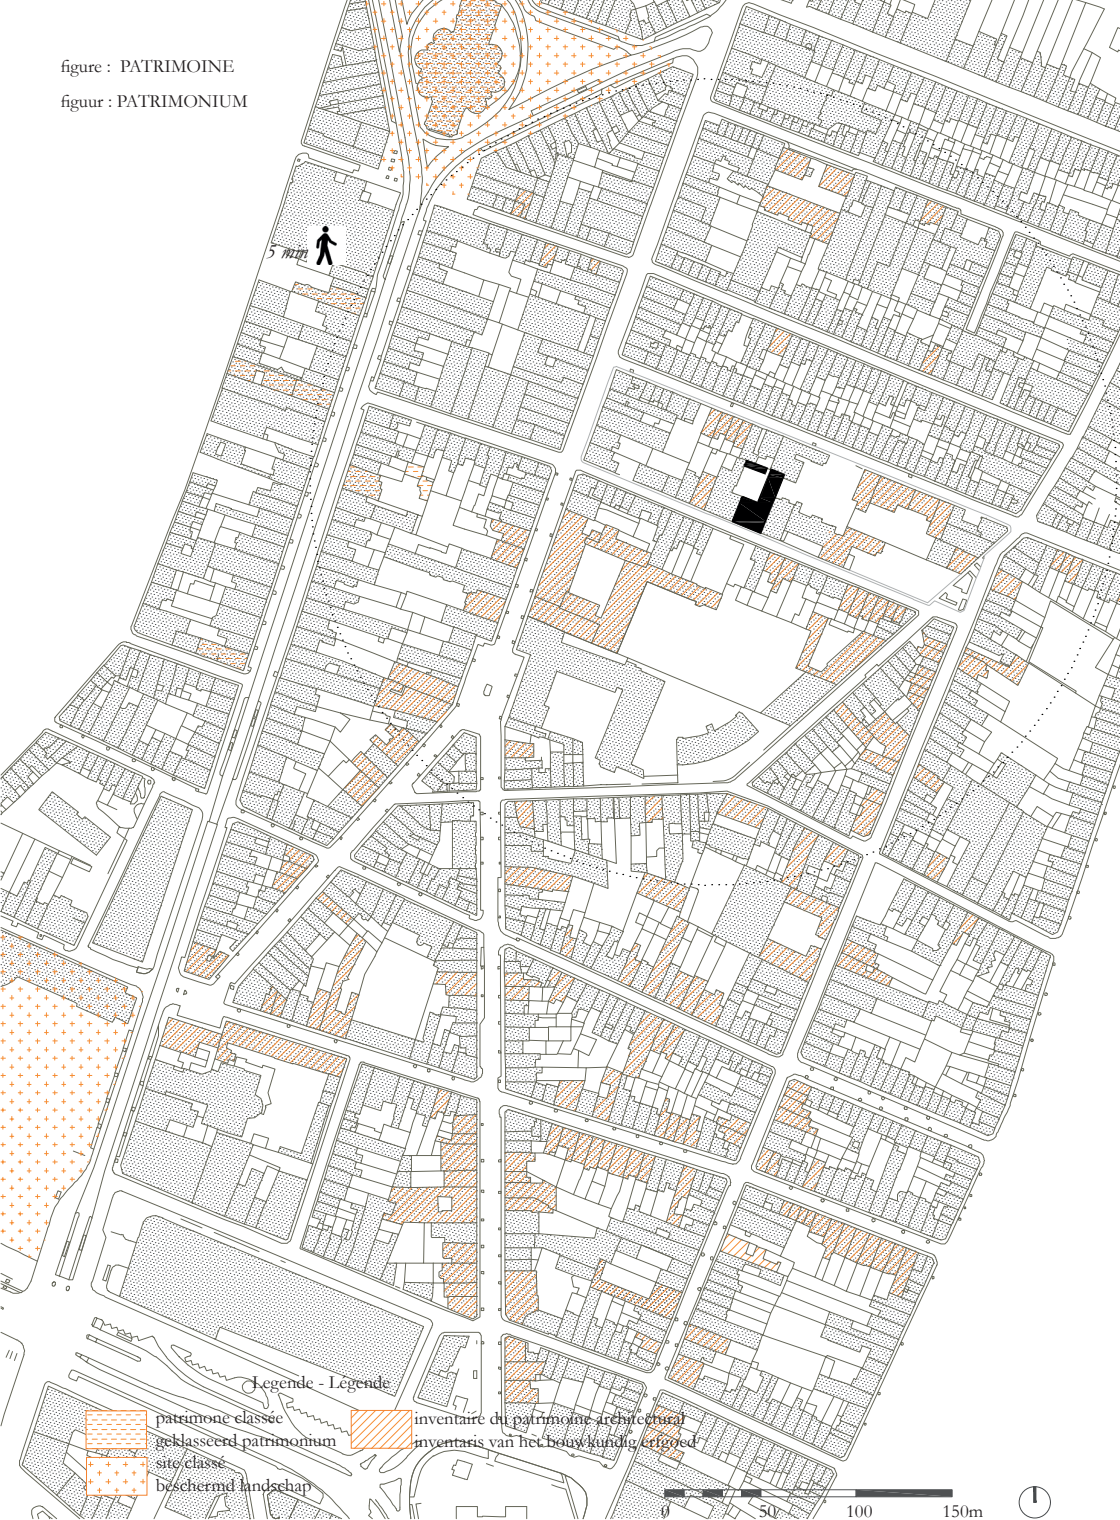 figure : PATRIMOINE
figuur : PATRIMONIUM
5 min
Legende - Légende
patrimone classée
geklasseerd patrimonium
site classé
beschermd landschap
inventaire du patrimoine architectural
inventaris van het bouwkundig erfgoed
0 50 100 150m